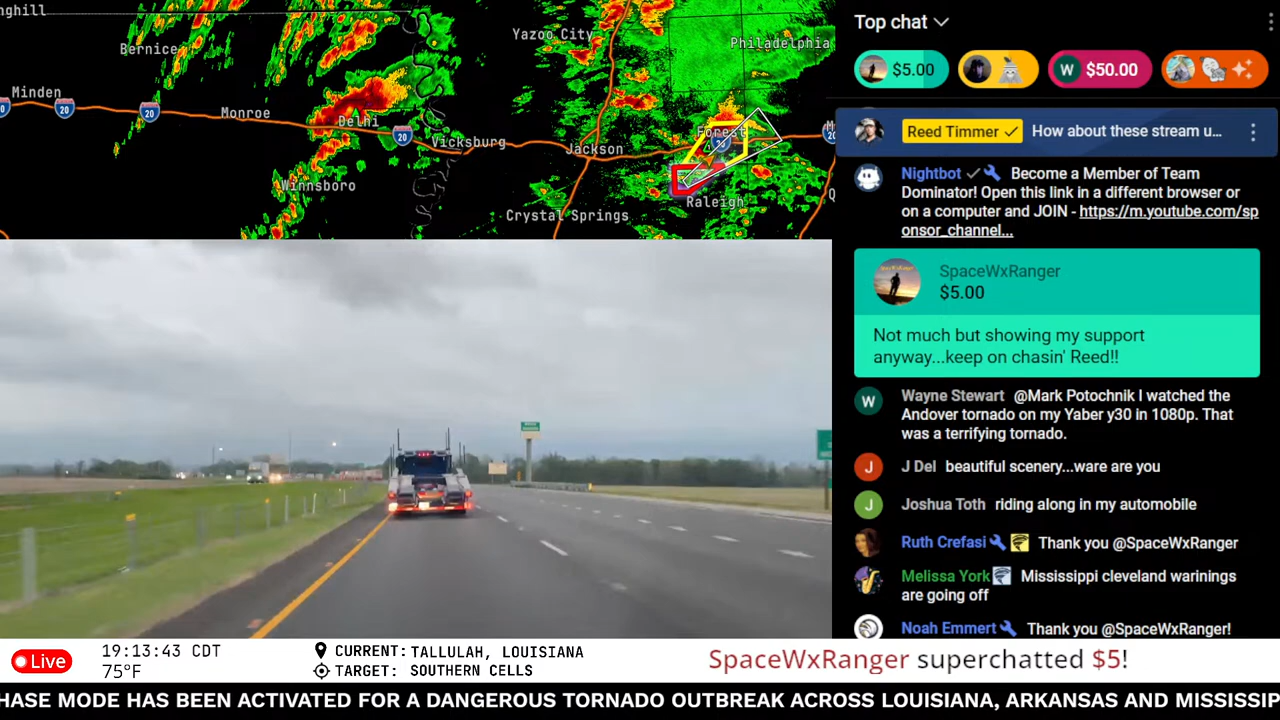 nghill
Bernice
Yazoo City
Philadelphia
Minden
20
20
Monroe
Delhi
20
Vicksburg
Jackson
Forest
20
Winnsboro
Crystal Springs
Raleigh
Top chat
$5.00
W $50.00
Reed Timmer How about these stream u...
Nightbot Become a Member of Team
Dominator! Open this link in a different browser or
on a computer and JOIN - https://m.youtube.com/sp
onsor_channel...
SpaceWxRanger
$5.00
Not much but showing my support
anyway...keep on chasin' Reed!!
W Wayne Stewart @Mark Potochnik I watched the
Andover tornado on my Yaber y30 in 1080p. That
was a terrifying tornado.
J J Del beautiful scenery...ware are you
J Joshua Toth riding along in my automobile
Ruth Crefasi Thank you @SpaceWxRanger
Melissa York Mississippi cleveland warinings
are going off
Noah Emmert Thank you @SpaceWxRanger!
Live
19:13:43 CDT
75°F
CURRENT: TALLULAH, LOUISIANA
TARGET: SOUTHERN CELLS
SpaceWxRanger superchatted $5!
HASE MODE HAS BEEN ACTIVATED FOR A DANGEROUS TORNADO OUTBREAK ACROSS LOUISIANA, ARKANSAS AND MISSISSIP